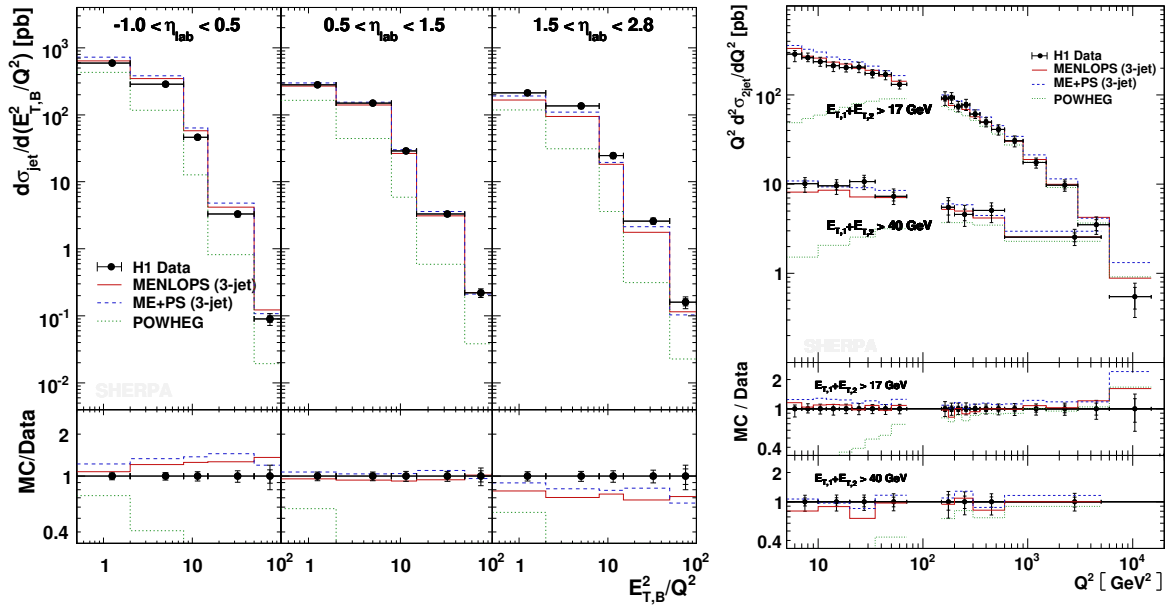 -1.0 < η_lab < 0.5
0.5 < η_lab < 1.5
1.5 < η_lab < 2.8
dσ_jet/d(E²_T,B/Q²) [pb]
10³
10²
10
1
10⁻¹
10⁻²
H1 Data
MENLOPS (3-jet)
ME+PS (3-jet)
POWHEG
SHERPA
MC/Data
2
1
0.4
1 10 10² 1 10 10² 1 10 10²
E²_T,B/Q²
Q² d²σ_2jet/dQ² [pb]
10³
10²
10
1
H1 Data
MENLOPS (3-jet)
ME+PS (3-jet)
POWHEG
E_T,1+E_T,2 > 17 GeV
E_T,1+E_T,2 > 40 GeV
SHERPA
MC / Data
2
1
0.4
E_T,1+E_T,2 > 17 GeV
2
1
0.4
E_T,1+E_T,2 > 40 GeV
10 10² 10³ 10⁴
Q² [ GeV² ]